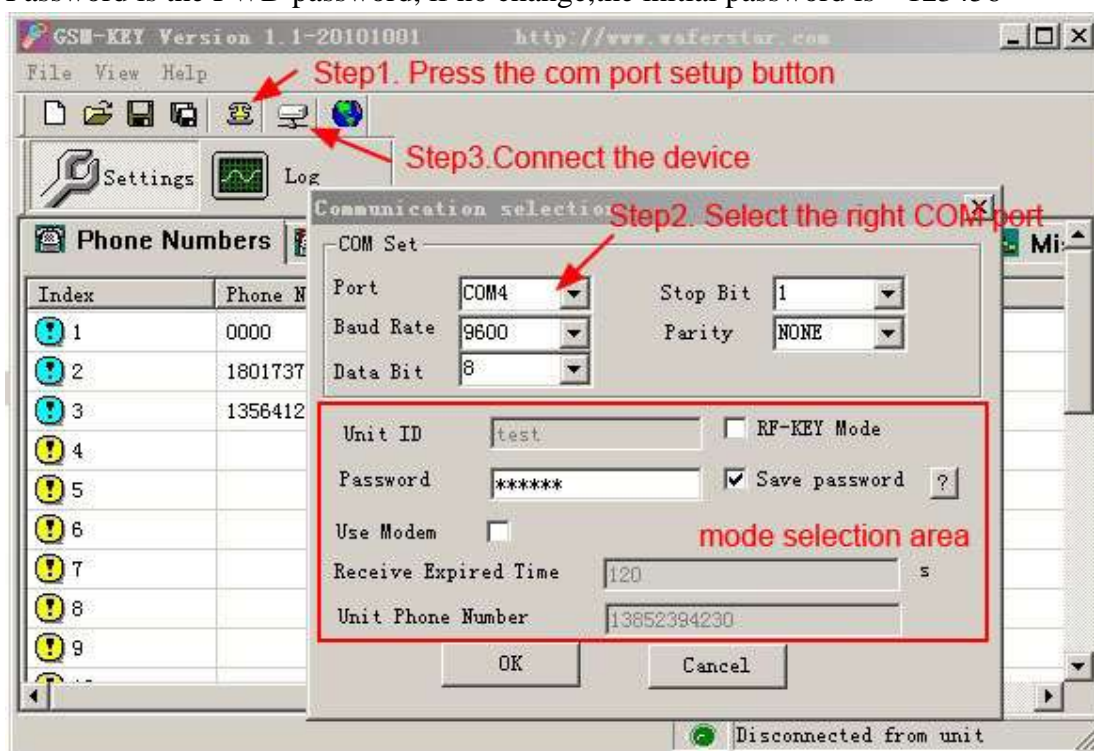 Password is the PWD password, if no change,the initial password is "123456"
GSM-KEY Version 1.1-20101001 http://www.waferstar.com
File View Help
Step1. Press the com port setup button
Step3.Connect the device
Settings
Log
Communication selection
Step2. Select the right COM port
Phone Numbers
COM Set
Index
Port COM4 Stop Bit 1
Phone N
Baud Rate 9600 Parity NONE
Data Bit 8
1 0000
2 1801737
3 1356412
4
5
6
7
8
9
Unit ID test RF-KEY Mode
Password ****** Save password ?
Use Modem
mode selection area
Receive Expired Time 120 s
Unit Phone Number 13852394230
OK Cancel
Disconnected from unit